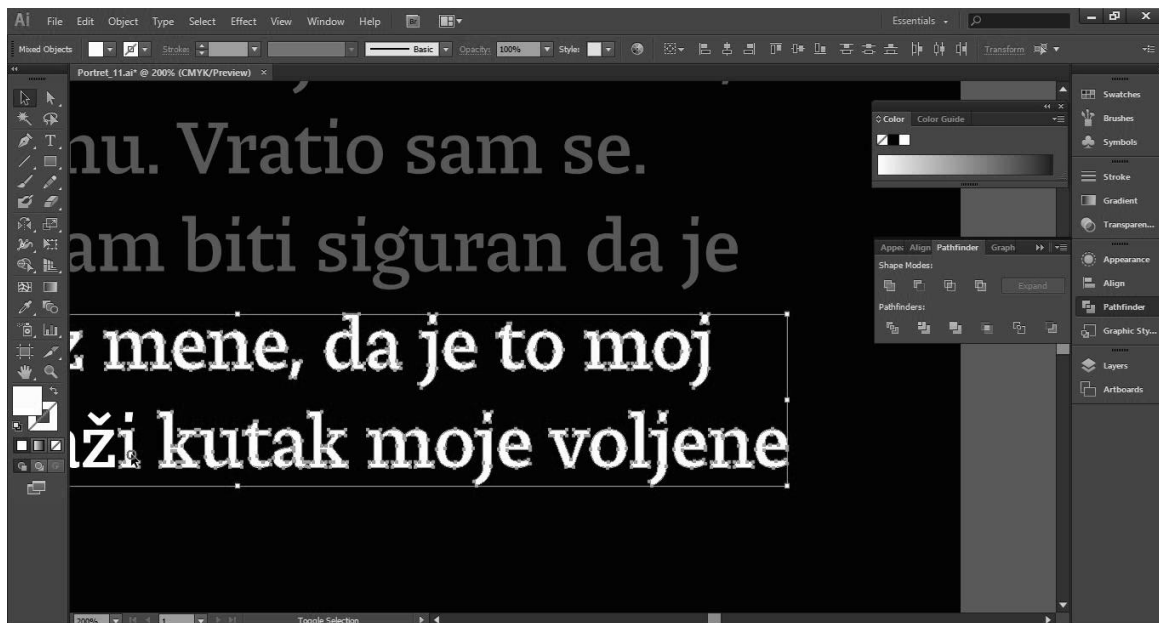 Ai File Edit Object Type Select Effect View Window Help Br Essentials
Mixed Objects Stroke: Basic Opacity: 100% Style: Transform
Portret_11.ai* @ 200% (CMYK/Preview) ×
Swatches
Brushes
Symbols
Stroke
Gradient
Transparen...
Appearance
Align
Pathfinder
Graphic Sty...
Layers
Artboards
Color Color Guide
Appe Align Pathfinder Graph
Shape Modes:
Expand
Pathfinders:
nu. Vratio sam se.
am biti siguran da je
z mene, da je to moj
aži kutak moje voljene
200% 1 Toggle Selection